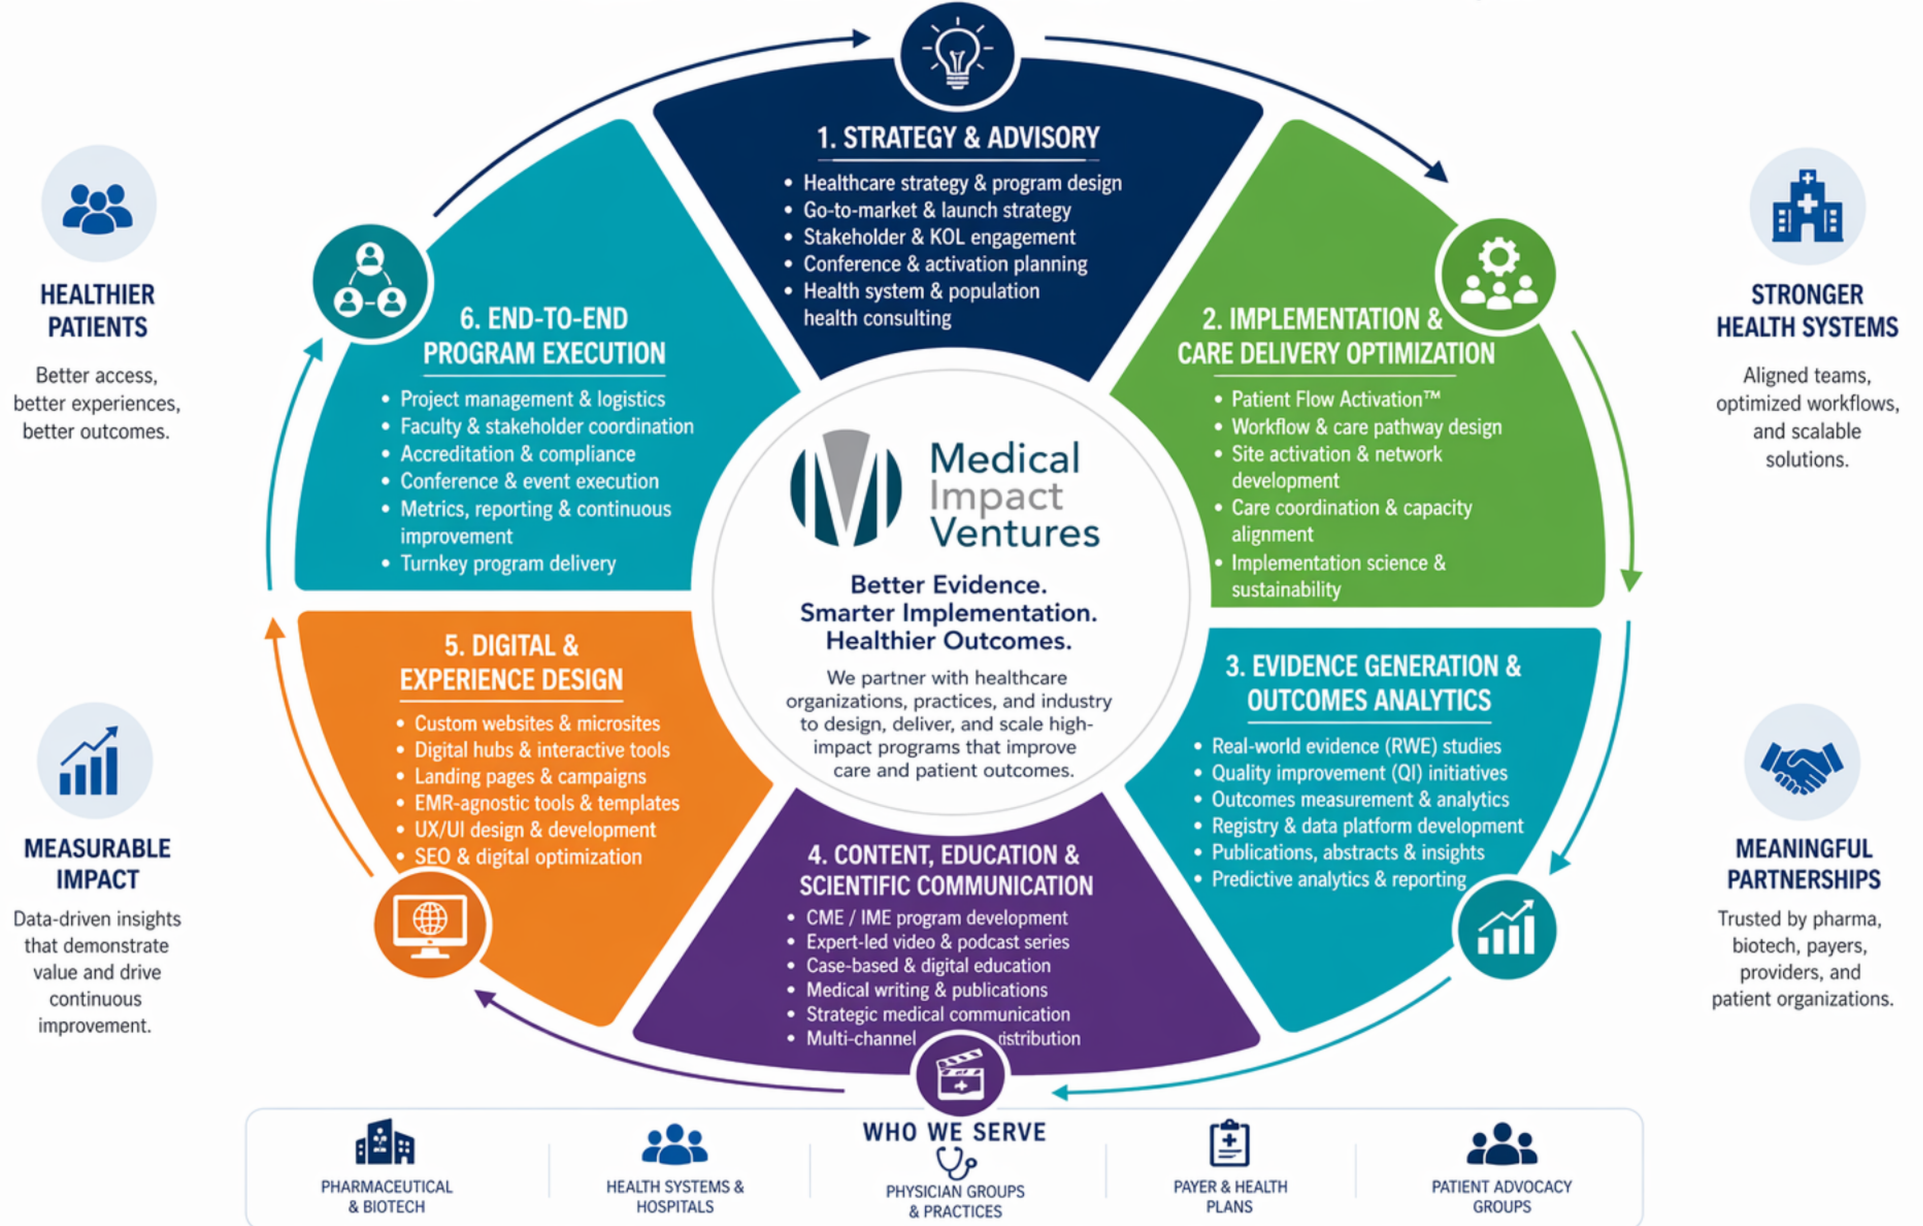 1. STRATEGY & ADVISORY
• Healthcare strategy & program design
• Go-to-market & launch strategy
• Stakeholder & KOL engagement
• Conference & activation planning
• Health system & population
health consulting
2. IMPLEMENTATION &
CARE DELIVERY OPTIMIZATION
• Patient Flow Activation™
• Workflow & care pathway design
• Site activation & network
development
• Care coordination & capacity
alignment
• Implementation science &
sustainability
3. EVIDENCE GENERATION &
OUTCOMES ANALYTICS
• Real-world evidence (RWE) studies
• Quality improvement (QI) initiatives
• Outcomes measurement & analytics
• Registry & data platform development
• Publications, abstracts & insights
• Predictive analytics & reporting
4. CONTENT, EDUCATION &
SCIENTIFIC COMMUNICATION
• CME / IME program development
• Expert-led video & podcast series
• Case-based & digital education
• Medical writing & publications
• Strategic medical communication
• Multi-channel istribution
5. DIGITAL &
EXPERIENCE DESIGN
• Custom websites & microsites
• Digital hubs & interactive tools
• Landing pages & campaigns
• EMR-agnostic tools & templates
• UX/UI design & development
• SEO & digital optimization
6. END-TO-END
PROGRAM EXECUTION
• Project management & logistics
• Faculty & stakeholder coordination
• Accreditation & compliance
• Conference & event execution
• Metrics, reporting & continuous
improvement
• Turnkey program delivery
Medical
Impact
Ventures
Better Evidence.
Smarter Implementation.
Healthier Outcomes.
We partner with healthcare
organizations, practices, and industry
to design, deliver, and scale high-
impact programs that improve
care and patient outcomes.
HEALTHIER
PATIENTS
Better access,
better experiences,
better outcomes.
STRONGER
HEALTH SYSTEMS
Aligned teams,
optimized workflows,
and scalable
solutions.
MEASURABLE
IMPACT
Data-driven insights
that demonstrate
value and drive
continuous
improvement.
MEANINGFUL
PARTNERSHIPS
Trusted by pharma,
biotech, payers,
providers, and
patient organizations.
WHO WE SERVE
PHARMACEUTICAL
& BIOTECH
HEALTH SYSTEMS &
HOSPITALS
PHYSICIAN GROUPS
& PRACTICES
PAYER & HEALTH
PLANS
PATIENT ADVOCACY
GROUPS